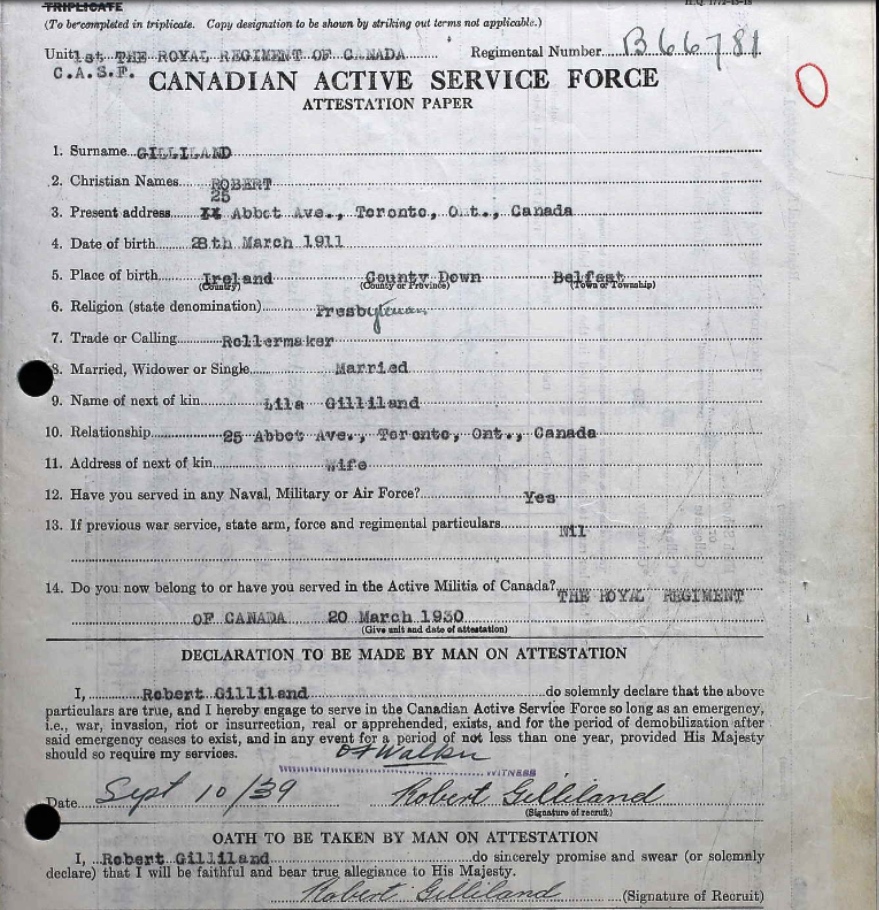 TRIPLICATE
(To be completed in triplicate. Copy designation to be shown by striking out terms not applicable.)
Unit 1st THE ROYAL REGIMENT OF CANADA Regimental Number B66781
C.A.S.F. CANADIAN ACTIVE SERVICE FORCE
ATTESTATION PAPER
1. Surname GILLILAND
2. Christian Names ROBERT
25
3. Present address Abbot Ave., Toronto, Ont., Canada
4. Date of birth 28th March 1911
5. Place of birth Ireland County Down Belfast
(Country) (County or Province) (Town or Township)
6. Religion (state denomination) Presbyterian
7. Trade or Calling Rollermaker
8. Married, Widower or Single Married
9. Name of next of kin Lila Gilliland
10. Relationship 25 Abbot Ave., Toronto, Ont., Canada
11. Address of next of kin Wife
12. Have you served in any Naval, Military or Air Force? Yes
13. If previous war service, state arm, force and regimental particulars Nil
14. Do you now belong to or have you served in the Active Militia of Canada? THE ROYAL REGIMENT
OF CANADA 20 March 1930
(Give unit and date of attestation)
DECLARATION TO BE MADE BY MAN ON ATTESTATION
I, Robert Gilliland do solemnly declare that the above
particulars are true, and I hereby engage to serve in the Canadian Active Service Force so long as an emergency,
i.e., war, invasion, riot or insurrection, real or apprehended, exists, and for the period of demobilization after
said emergency ceases to exist, and in any event for a period of not less than one year, provided His Majesty
should so require my services. Walker
WITNESS
Date Sept 10/39 Robert Gilliland
(Signature of recruit)
OATH TO BE TAKEN BY MAN ON ATTESTATION
I, Robert Gilliland do sincerely promise and swear (or solemnly
declare) that I will be faithful and bear true allegiance to His Majesty.
Robert Gilliland (Signature of Recruit)